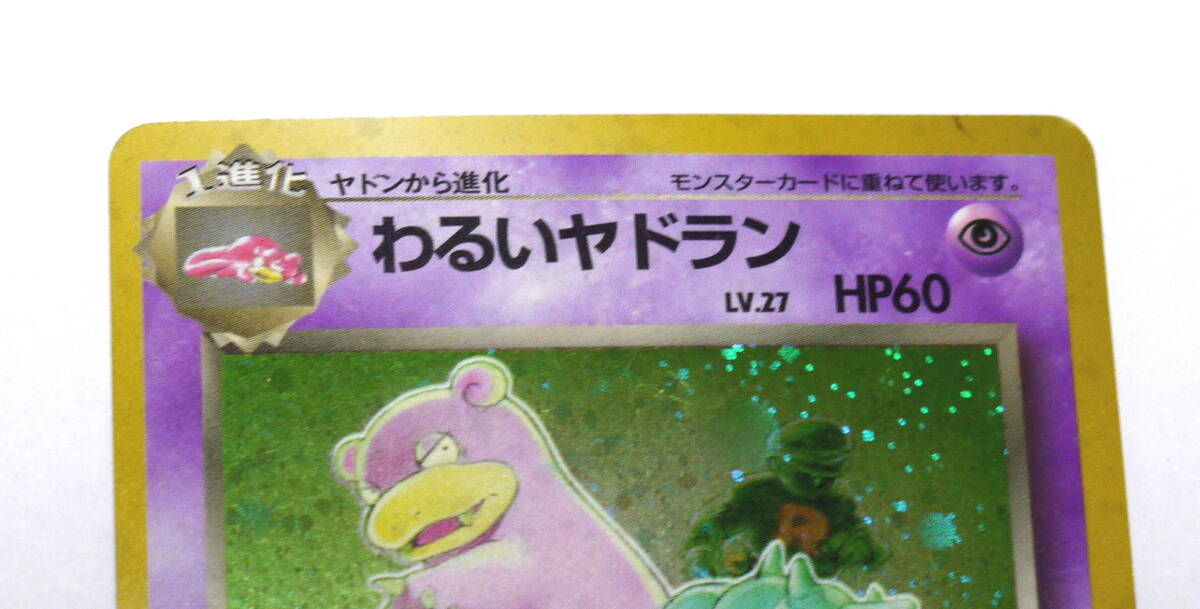 1進化
ヤドンから進化
モンスターカードに重ねて使います。
わるいヤドラン
LV.27 HP60
R